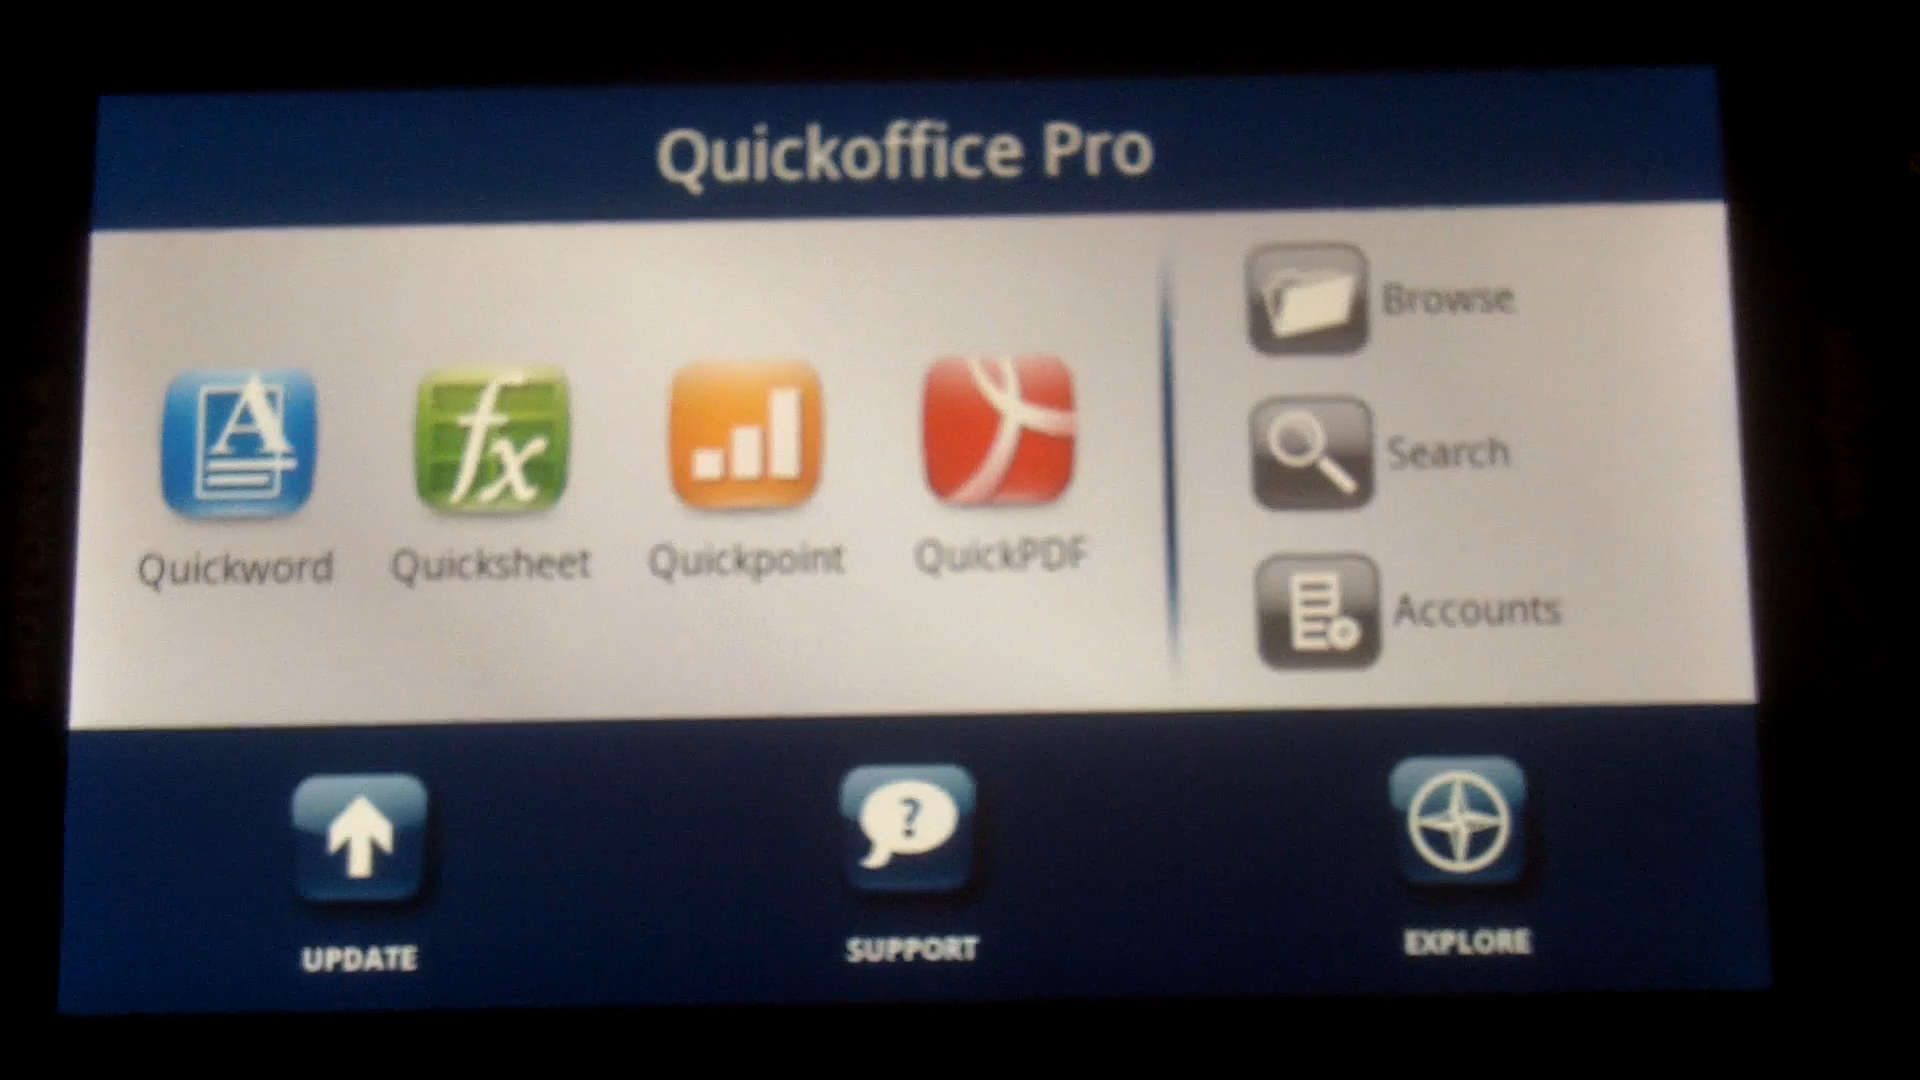 Quickoffice Pro
Quickword
Quicksheet
Quickpoint
QuickPDF
Browse
Search
Accounts
UPDATE
SUPPORT
EXPLORE